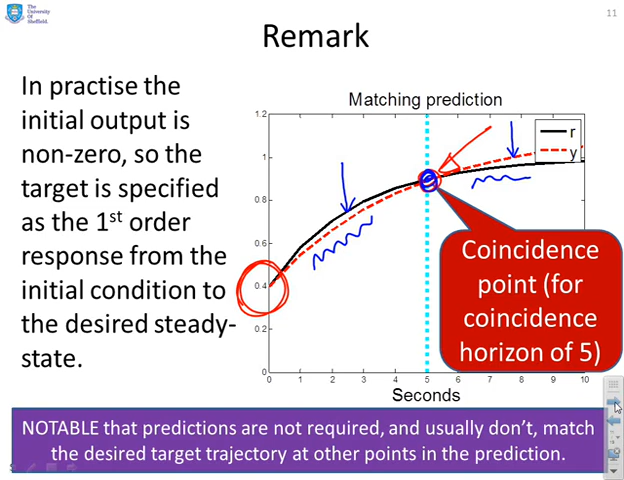 The
University
Of
Sheffield.
11
Remark
In practise the
initial output is
non-zero, so the
target is specified
as the 1st order
response from the
initial condition to
the desired steady-
state.
Matching prediction
1.2
1
0.8
0.6
0.4
0.2
0
0 1 2 3 4 5 6 7 8 9 10
Seconds
r
y
Coincidence
point (for
coincidence
horizon of 5)
NOTABLE that predictions are not required, and usually don't, match
the desired target trajectory at other points in the prediction.